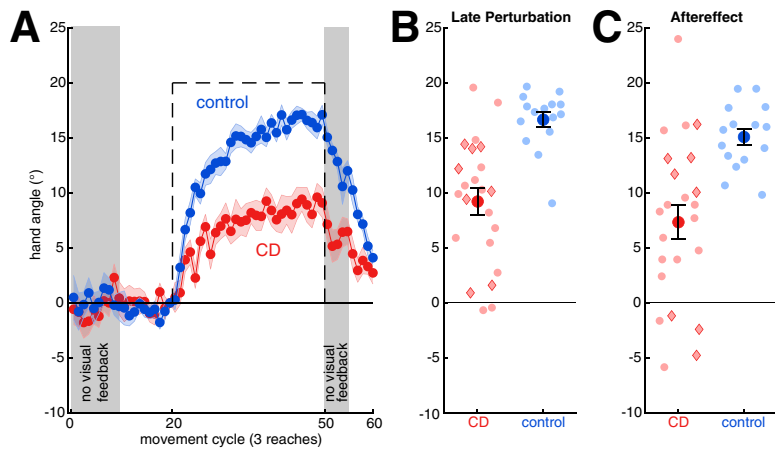 A
25
20
15
10
5
0
-5
-10
hand angle (°)
control
CD
no visual
feedback
no visual
feedback
0
20
50
60
movement cycle (3 reaches)
B
Late Perturbation
25
20
15
10
5
0
-5
-10
CD
control
C
Aftereffect
25
20
15
10
5
0
-5
-10
CD
control